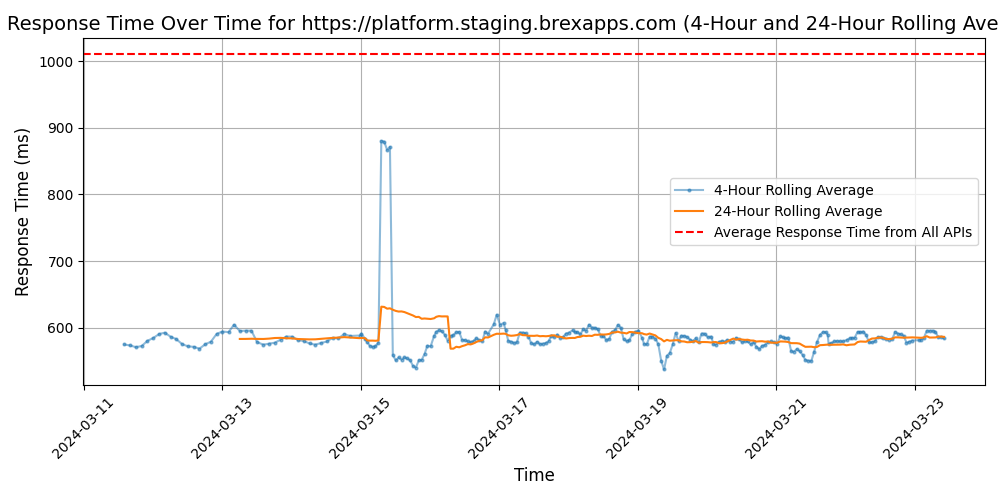 Response Time Over Time for https://platform.staging.brexapps.com (4-Hour and 24-Hour Rolling Ave
Response Time (ms)
1000
900
800
700
600
4-Hour Rolling Average
24-Hour Rolling Average
Average Response Time from All APIs
2024-03-11
2024-03-13
2024-03-15
2024-03-17
2024-03-19
2024-03-21
2024-03-23
Time